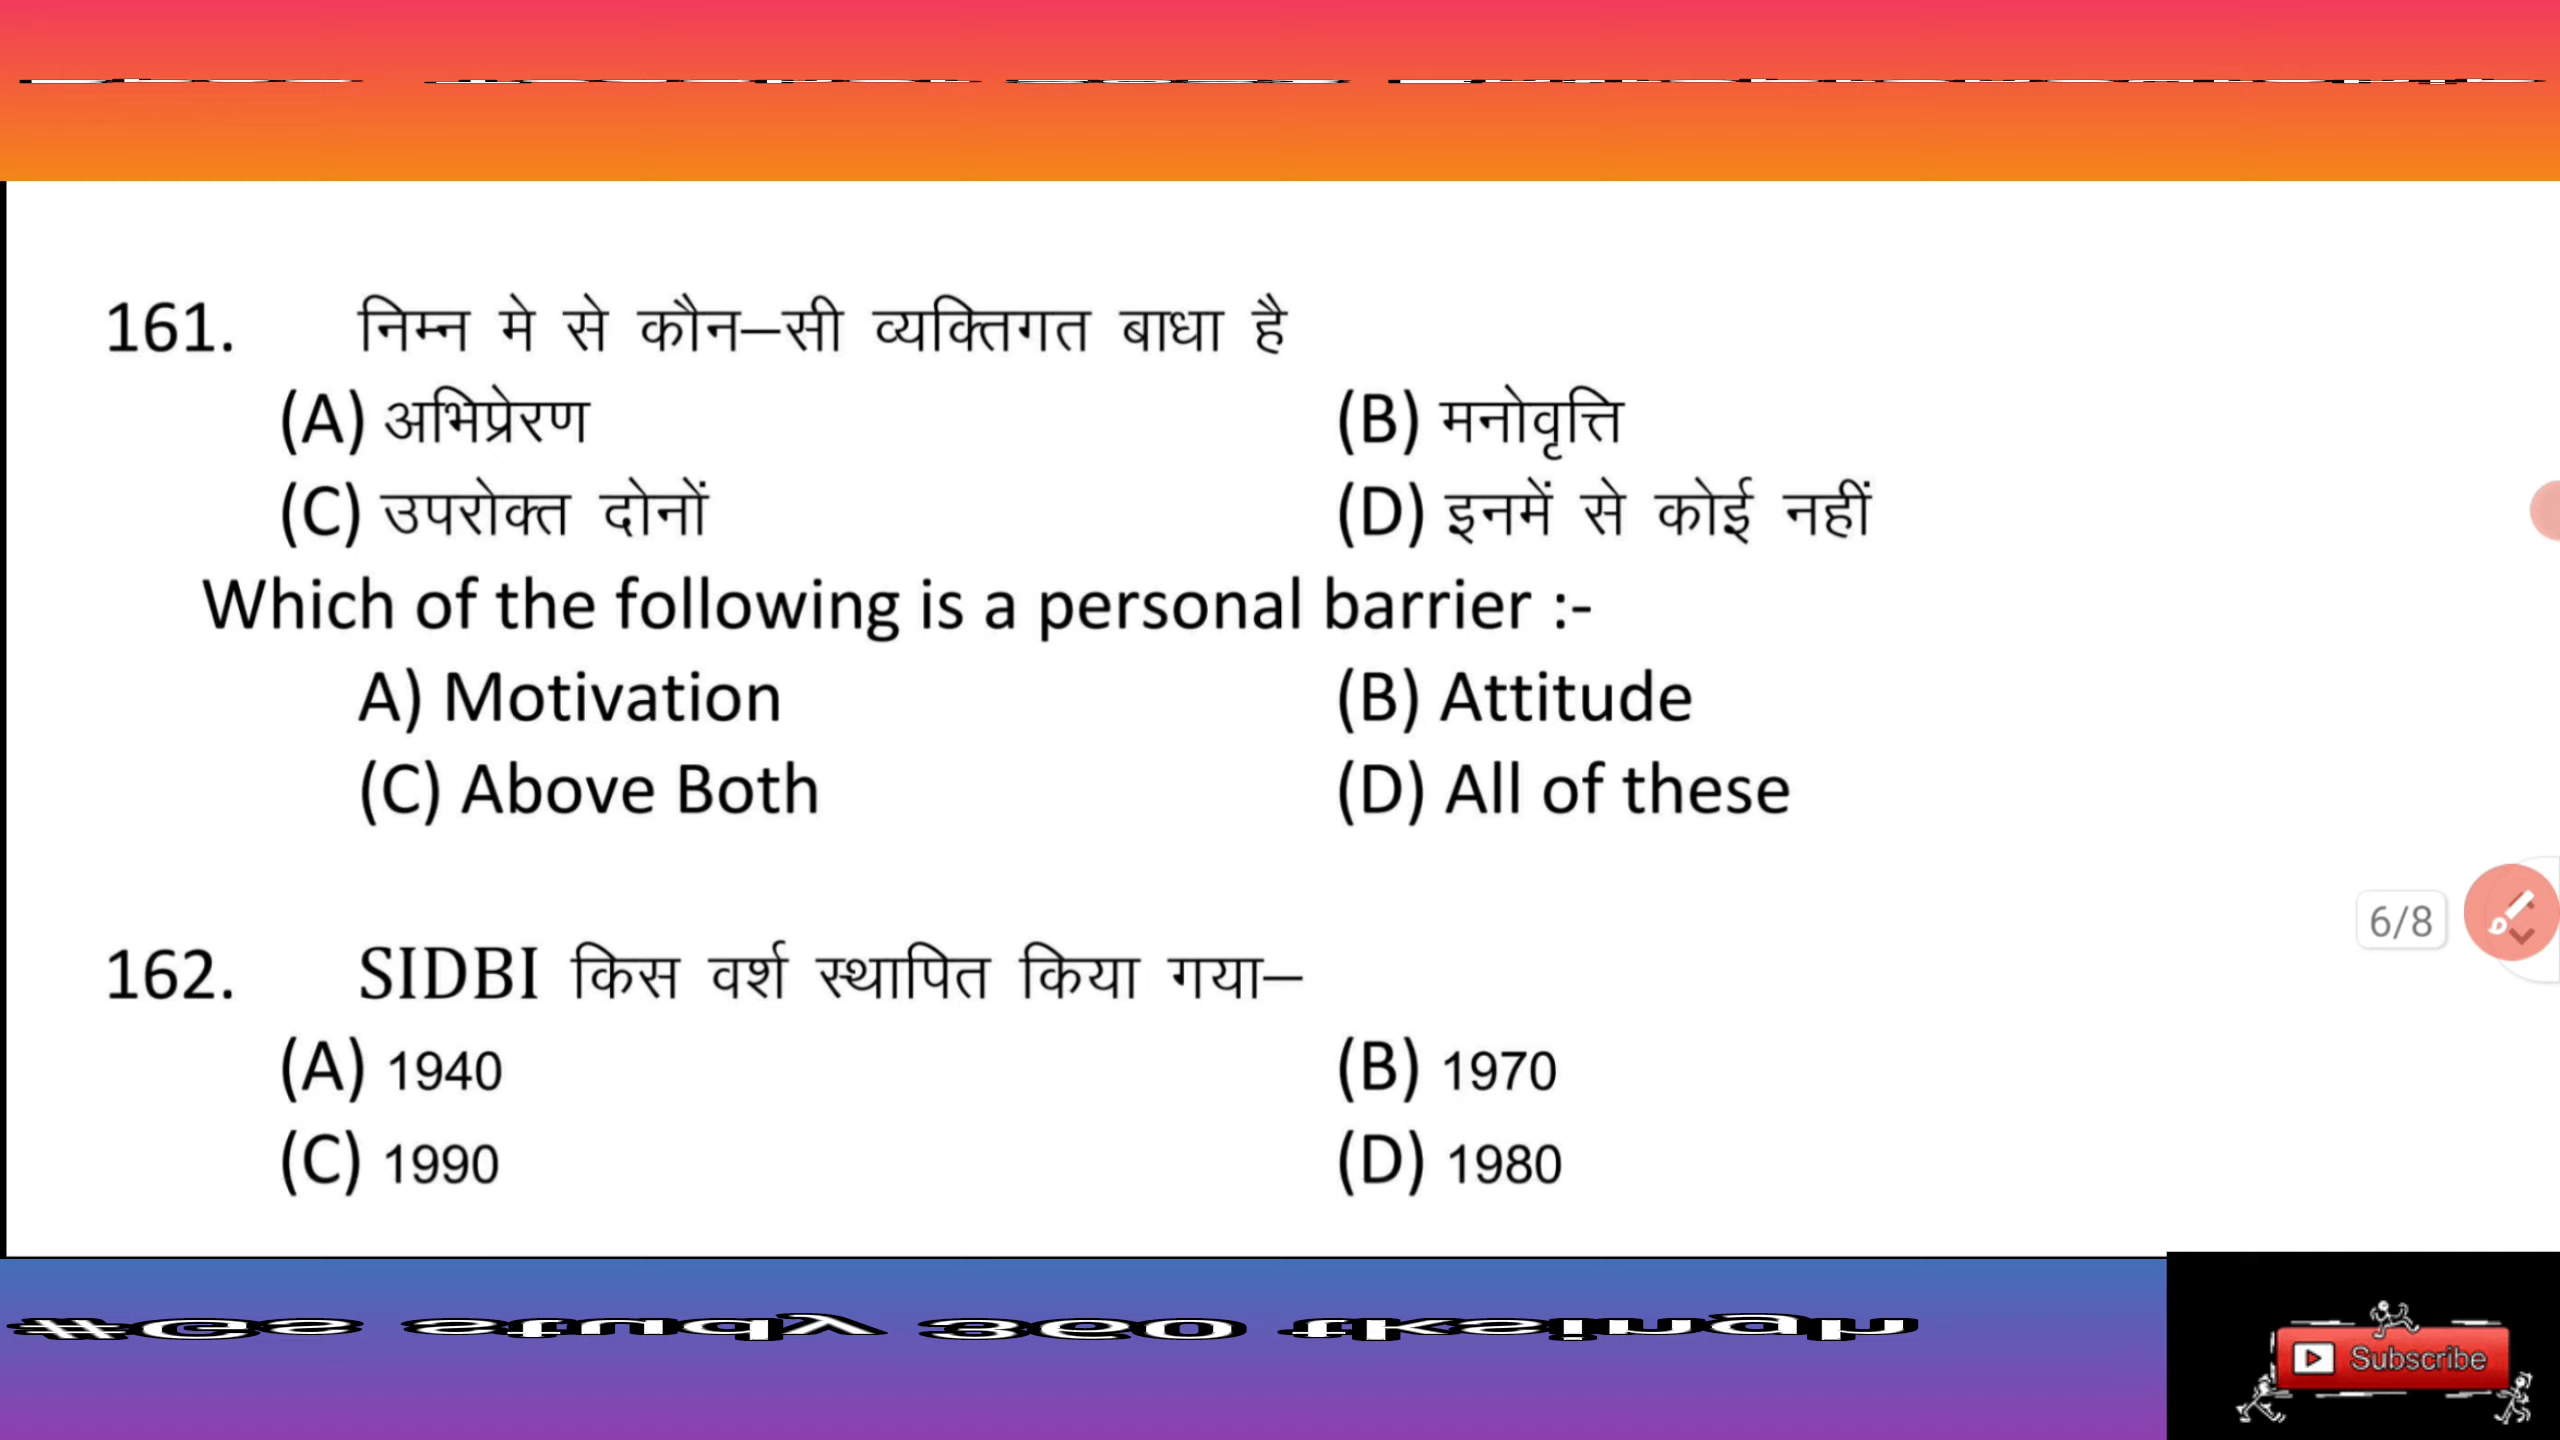 161. निम्न मे से कौन–सी व्यक्तिगत बाधा है
(A) अभिप्रेरण (B) मनोवृत्ति
(C) उपरोक्त दोनों (D) इनमें से कोई नहीं
Which of the following is a personal barrier :-
A) Motivation (B) Attitude
(C) Above Both (D) All of these
6/8
162. SIDBI किस वर्श स्थापित किया गया–
(A) 1940 (B) 1970
(C) 1990 (D) 1980
Subscribe